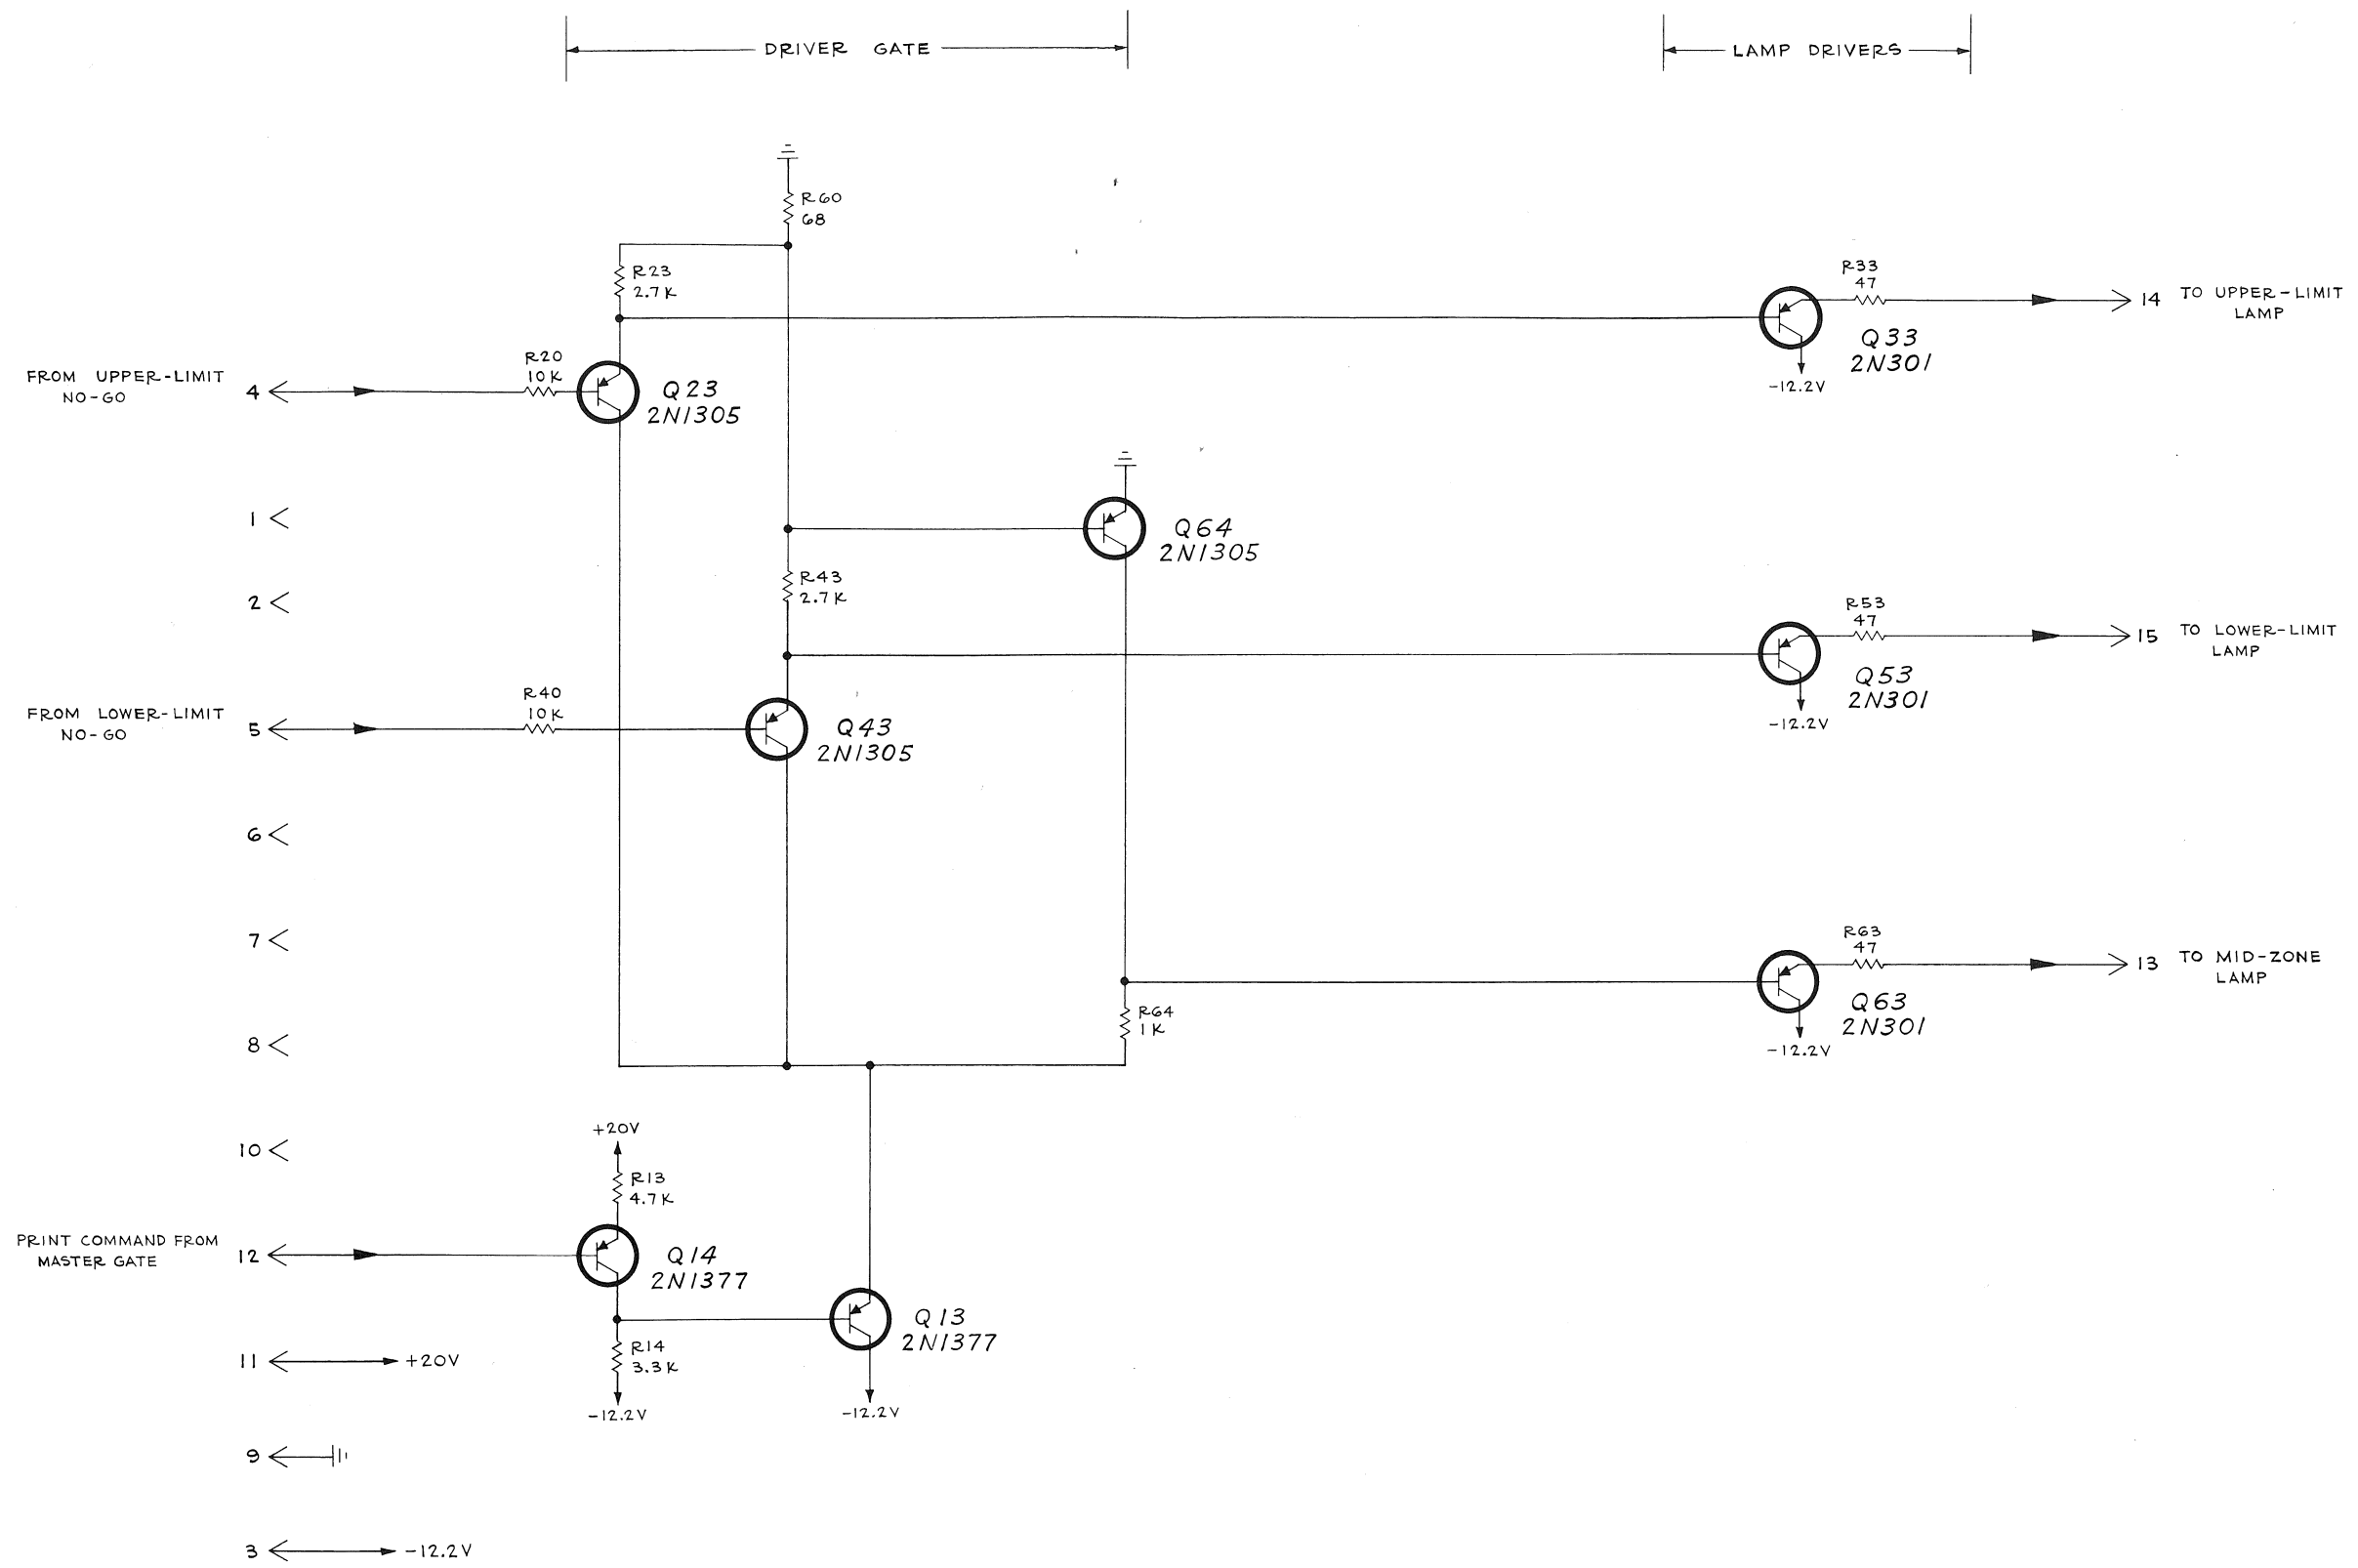 DRIVER GATE
LAMP DRIVERS
R60
68
R23
2.7K
R33
47
14 TO UPPER-LIMIT
LAMP
Q33
2N301
-12.2V
R20
10K
FROM UPPER-LIMIT
NO-GO
4
Q23
2N1305
1
Q64
2N1305
R43
2.7K
2
R53
47
15 TO LOWER-LIMIT
LAMP
Q53
2N301
-12.2V
R40
10K
FROM LOWER-LIMIT
NO-GO
5
Q43
2N1305
6
7
R63
47
13 TO MID-ZONE
LAMP
Q63
2N301
-12.2V
R64
1K
8
+20V
10
R13
4.7K
PRINT COMMAND FROM
MASTER GATE
12
Q14
2N1377
Q13
2N1377
R14
3.3K
11 +20V
-12.2V
-12.2V
9
3 -12.2V